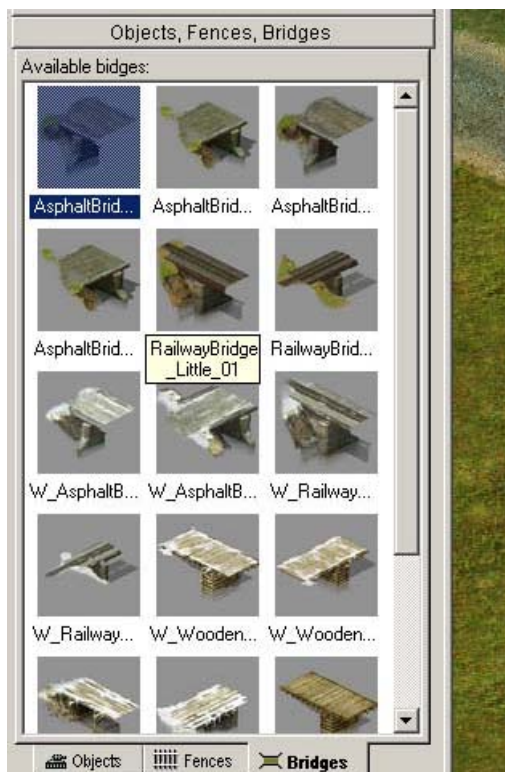 Objects, Fences, Bridges
Available bidges:
AsphaltBrid... AsphaltBrid... AsphaltBrid...
AsphaltBrid... RailwayBridge RailwayBrid...
_Little_01
W_AsphaltB... W_AsphaltB... W_Railway...
W_Railway... W_Wooden... W_Wooden...
Objects Fences Bridges